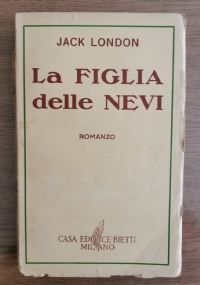 JACK LONDON
LA FIGLIA
delle NEVI
ROMANZO
CASA EDITRICE BIETTI
MILANO